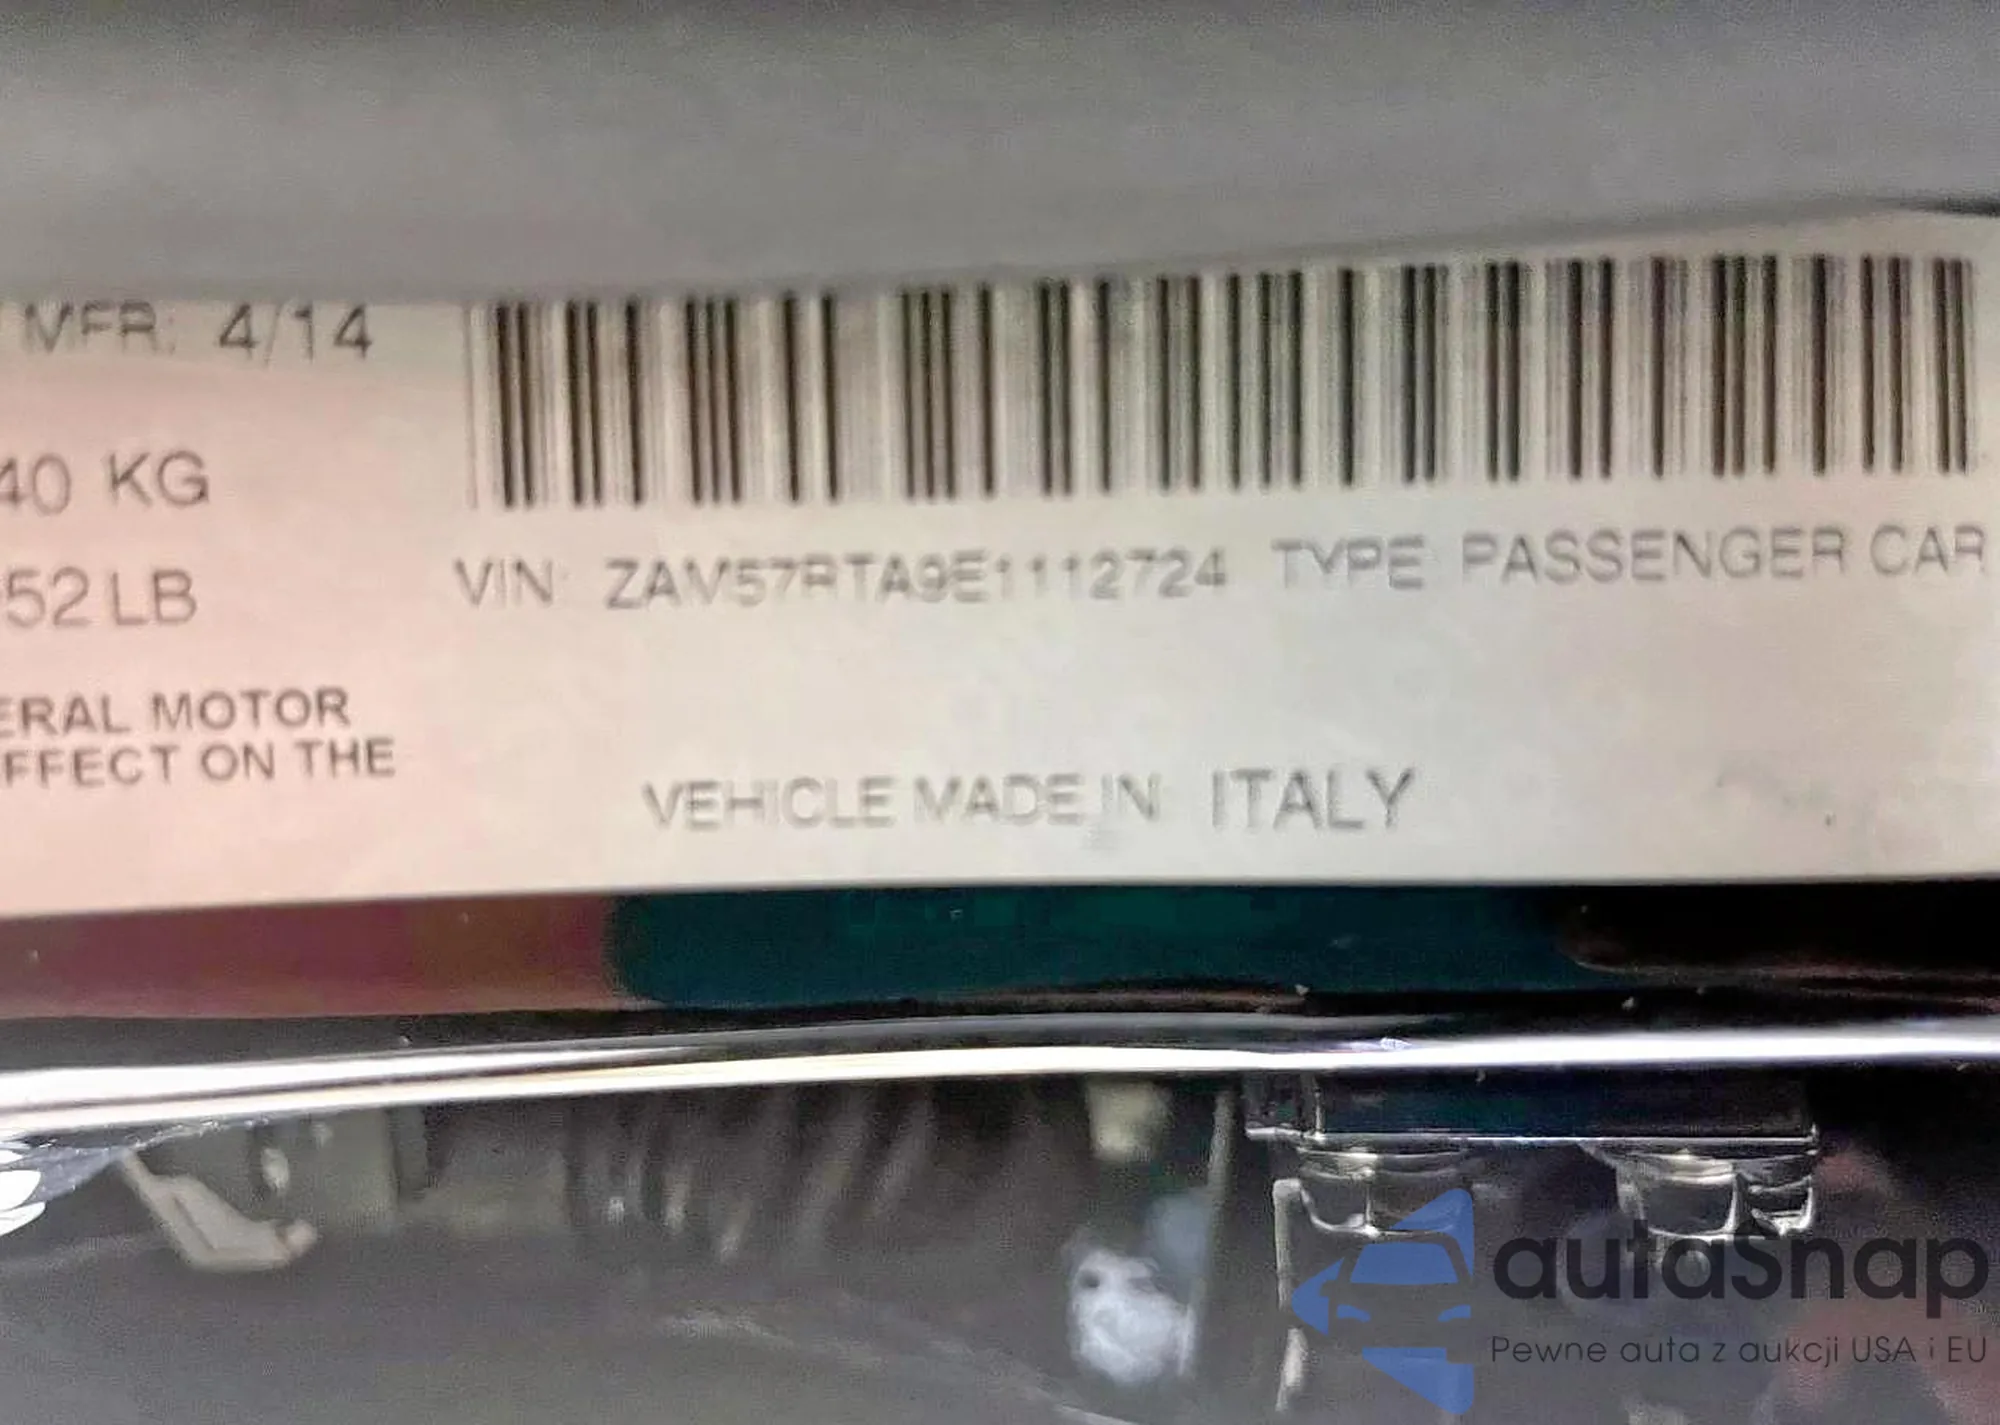 MFR: 4/14
40 KG
52 LB
VIN: ZAM57RTA9E1112724 TYPE PASSENGER CAR
ERAL MOTOR
FFECT ON THE
VEHICLE MADE IN ITALY
autaSnap
Pewne auta z aukcji USA i EU